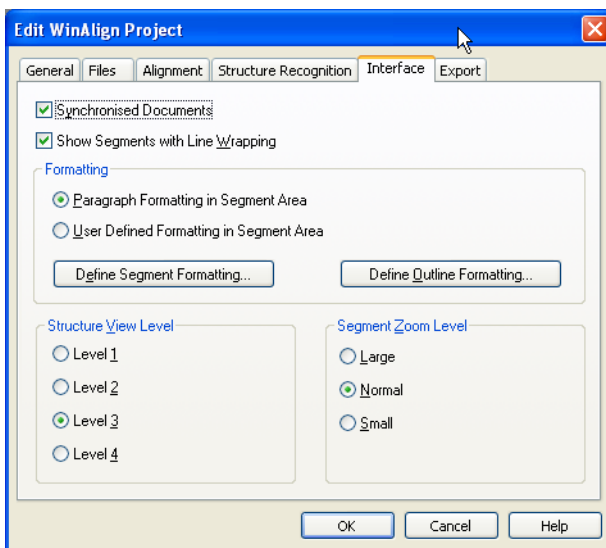 Edit WinAlign Project
General Files Alignment Structure Recognition Interface Export
Synchronised Documents
Show Segments with Line Wrapping
Formatting
Paragraph Formatting in Segment Area
User Defined Formatting in Segment Area
Define Segment Formatting... Define Outline Formatting...
Structure View Level
Level 1
Level 2
Level 3
Level 4
Segment Zoom Level
Large
Normal
Small
OK Cancel Help